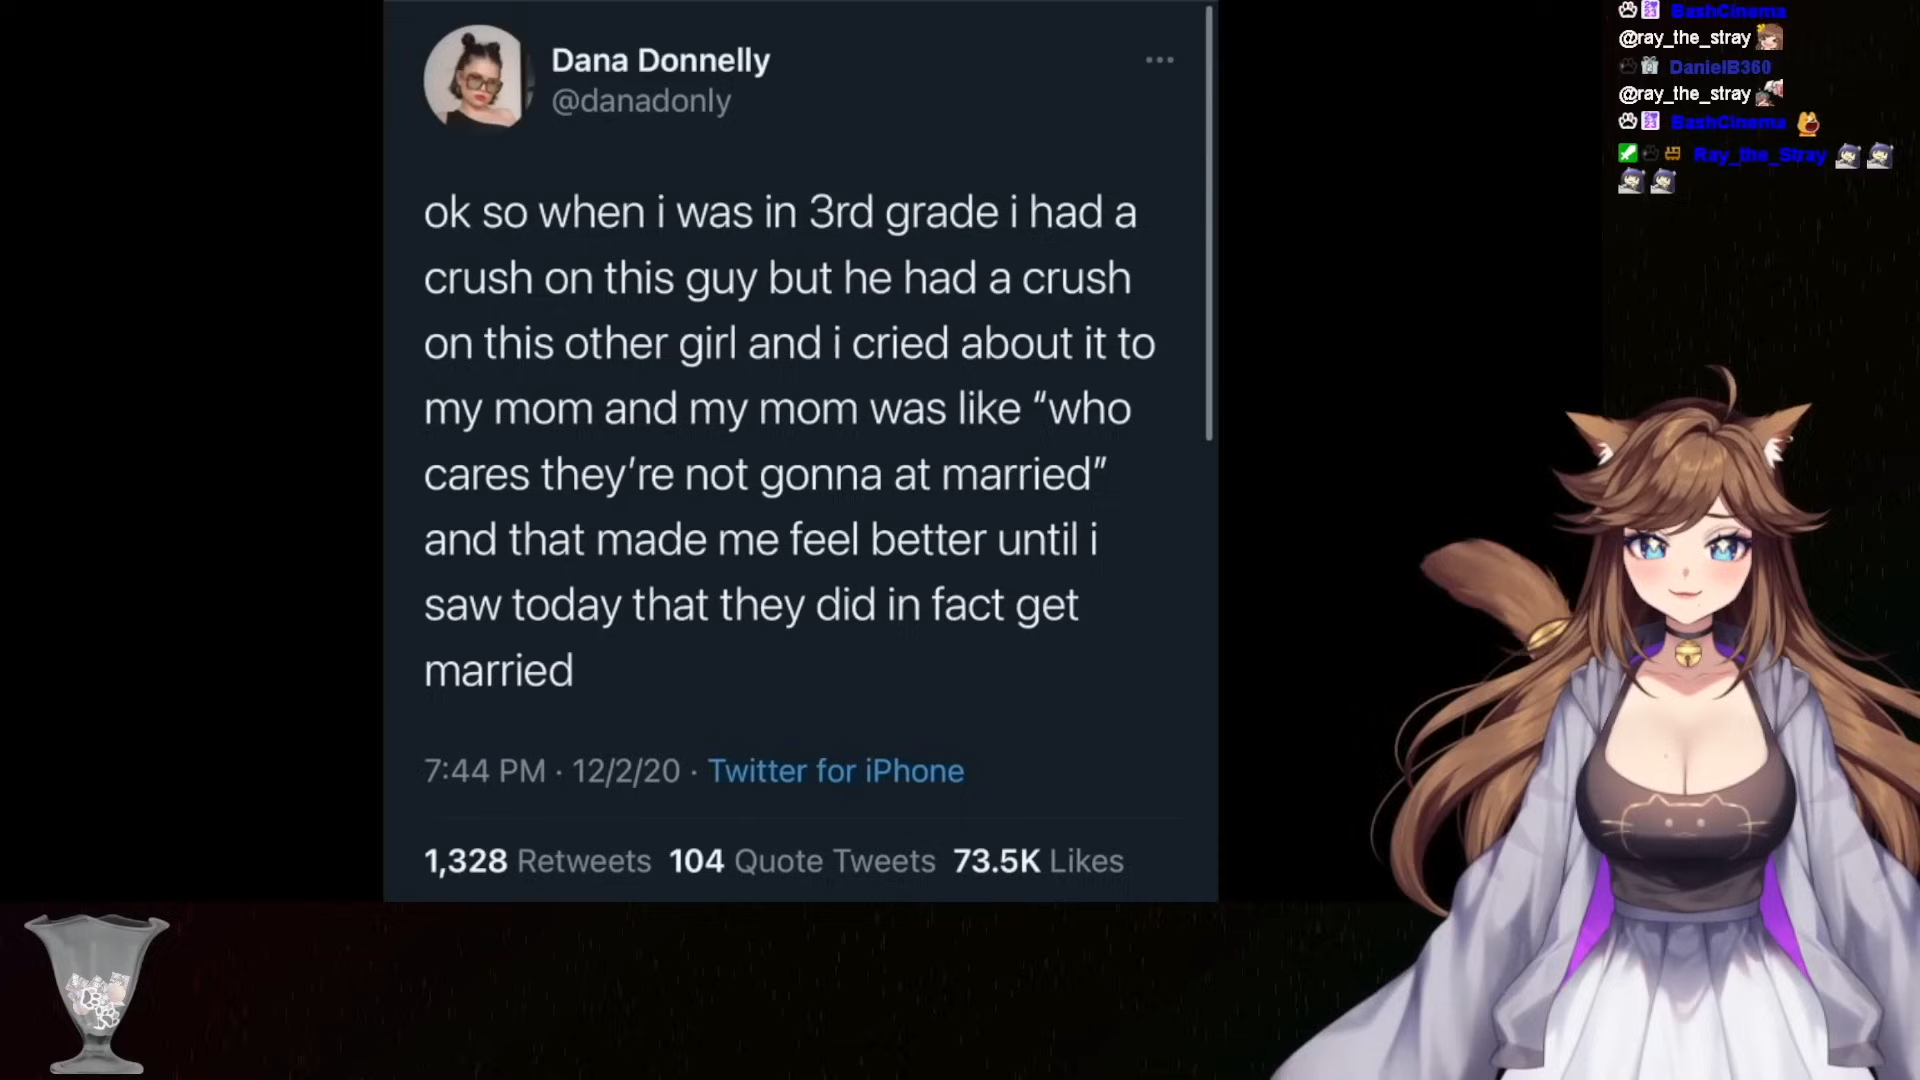 Dana Donnelly
@danadonly
ok so when i was in 3rd grade i had a
crush on this guy but he had a crush
on this other girl and i cried about it to
my mom and my mom was like “who
cares they’re not gonna at married”
and that made me feel better until i
saw today that they did in fact get
married
7:44 PM · 12/2/20 · Twitter for iPhone
1,328 Retweets 104 Quote Tweets 73.5K Likes
BashCinema
@ray_the_stray
DanielB360
@ray_the_stray
BashCinema
Ray_the_Stray